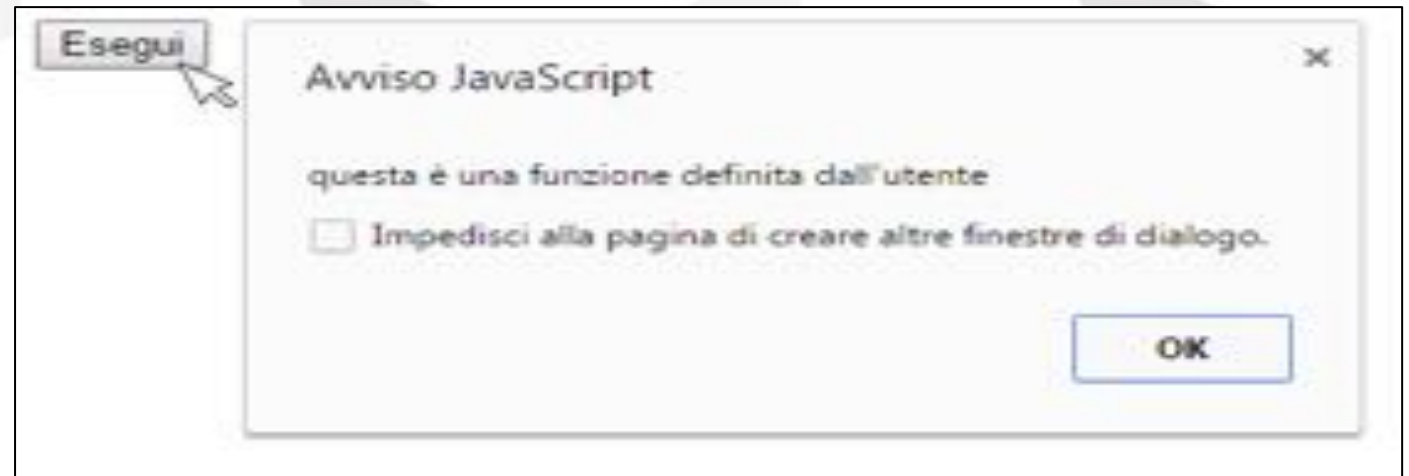 Esegui
Avviso JavaScript
×
questa è una funzione definita dall'utente
Impedisci alla pagina di creare altre finestre di dialogo.
OK